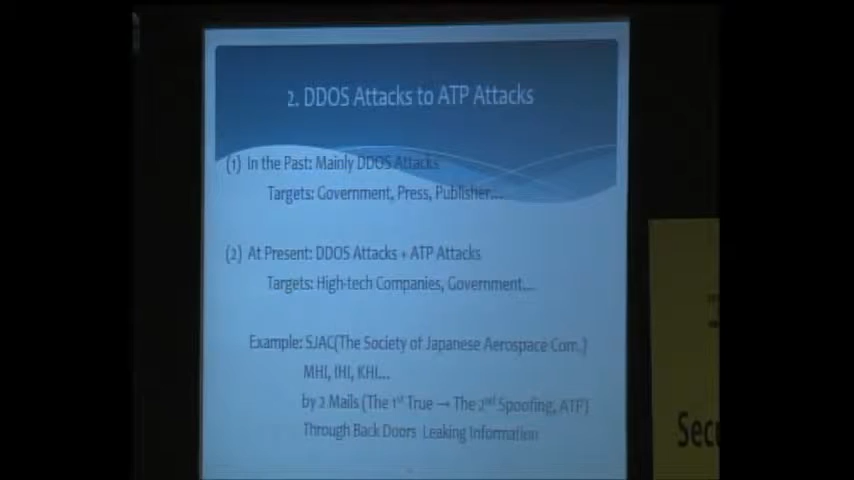 2. DDOS Attacks to ATP Attacks
(1) In the Past: Mainly DDOS Attacks
Targets: Government, Press, Publisher...
(2) At Present: DDOS Attacks + ATP Attacks
Targets: High-tech Companies, Government...
Example: SJAC(The Society of Japanese Aerospace Com.)
MHI, IHI, KHI...
by 2 Mails (The 1st True → The 2nd Spoofing, ATP)
Through Back Doors Leaking Information